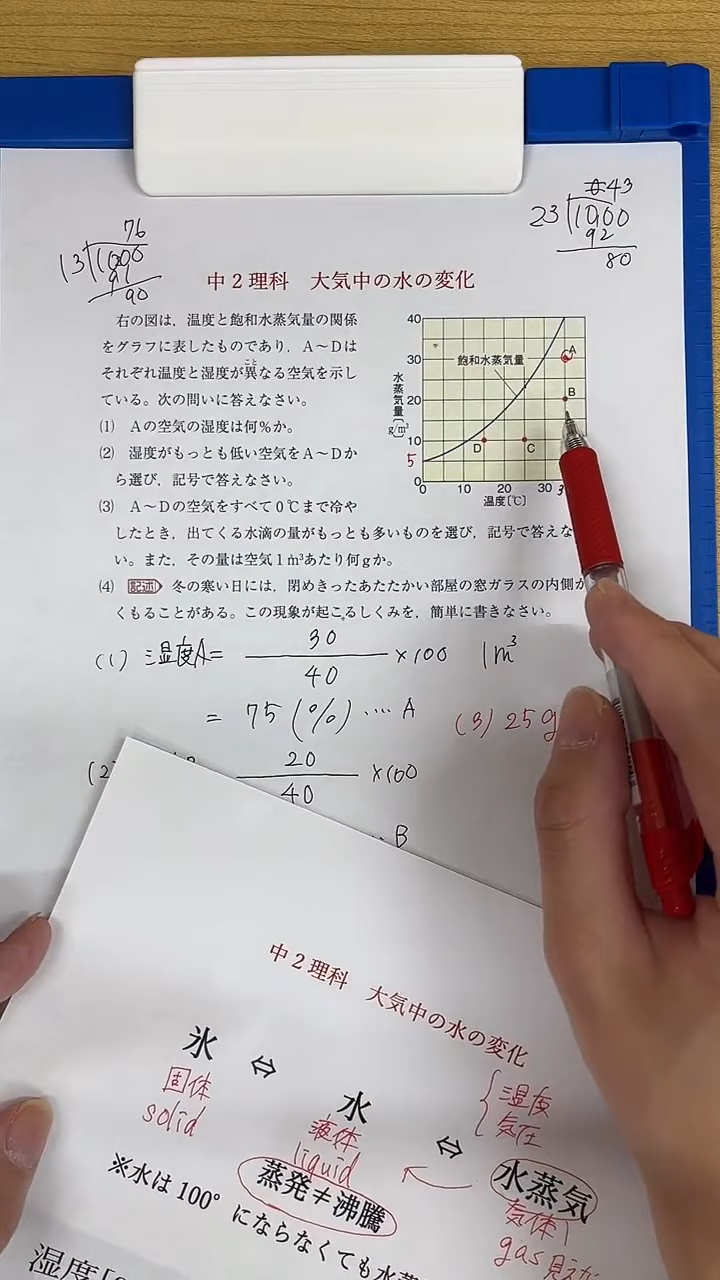 43
23)1000
92
80
76
13)1000
91
90
中2理科 大気中の水の変化
右の図は，温度と飽和水蒸気量の関係
をグラフに表したものであり，A～Dは
それぞれ温度と湿度が異なる空気を示し
ている。次の問いに答えなさい。
(1) Aの空気の湿度は何％か。
(2) 湿度がもっとも低い空気をA～Dか
ら選び，記号で答えなさい。
(3) A～Dの空気をすべて0℃まで冷や
したとき，出てくる水滴の量がもっとも多いものを選び，記号で答えな
い。また，その量は空気1m³あたり何gか。
(4) 記述 冬の寒い日には，閉めきったあたたかい部屋の窓ガラスの内側が
くもることがある。この現象が起こるしくみを，簡単に書きなさい。
水蒸気量[g/m³]
40
30
20
10
5
0
飽和水蒸気量
A
B
C
D
0 10 20 30
温度[℃]
(1) 湿度A= 30/40 ×100 1m³
= 75(%)…A
(3) 25g
(2) 20/40 ×100
B
中2理科 大気中の水の変化
氷 ⇔ 水 ⇔ 水蒸気
固体
solid
液体
liquid
温度
気圧
気体
gas
蒸発≠沸騰
※水は100°にならなくても水蒸
湿度